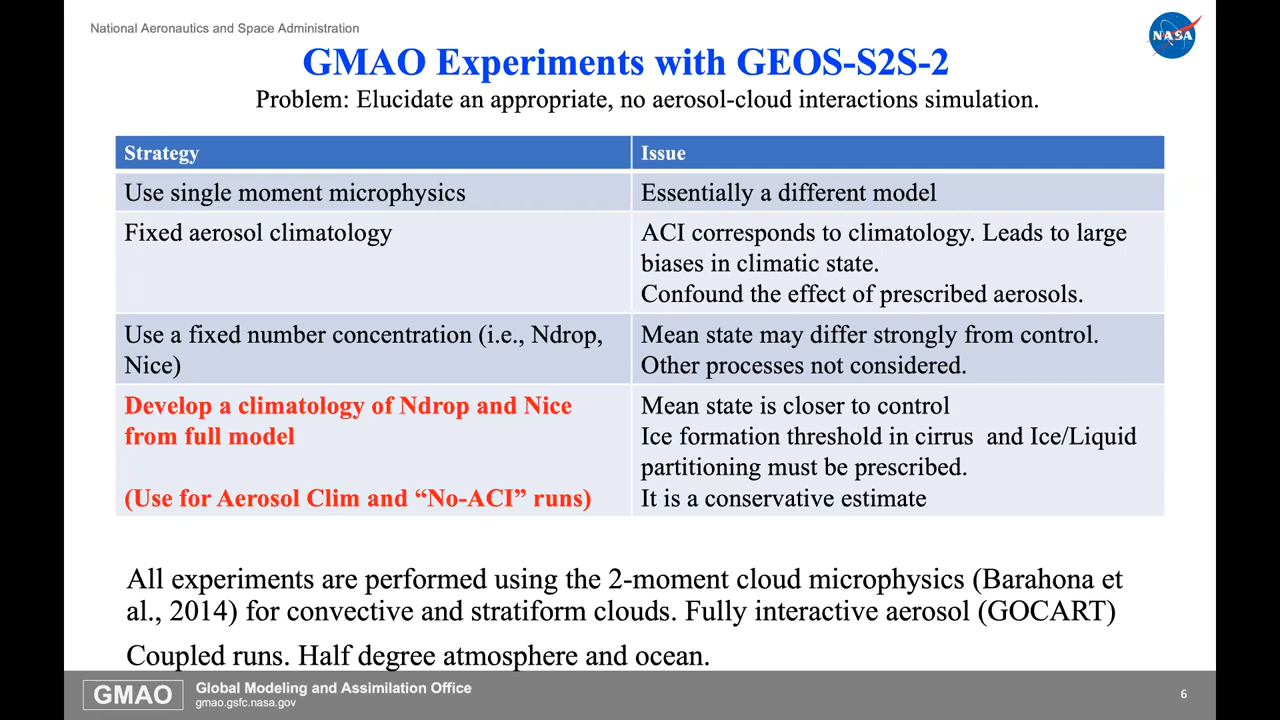 National Aeronautics and Space Administration
NASA
GMAO Experiments with GEOS-S2S-2
Problem: Elucidate an appropriate, no aerosol-cloud interactions simulation.
Strategy
Issue
Use single moment microphysics
Essentially a different model
Fixed aerosol climatology
ACI corresponds to climatology. Leads to large
biases in climatic state.
Confound the effect of prescribed aerosols.
Use a fixed number concentration (i.e., Ndrop,
Nice)
Mean state may differ strongly from control.
Other processes not considered.
Develop a climatology of Ndrop and Nice
from full model
(Use for Aerosol Clim and “No-ACI” runs)
Mean state is closer to control
Ice formation threshold in cirrus  and Ice/Liquid
partitioning must be prescribed.
It is a conservative estimate
All experiments are performed using the 2-moment cloud microphysics (Barahona et
al., 2014) for convective and stratiform clouds. Fully interactive aerosol (GOCART)
Coupled runs. Half degree atmosphere and ocean.
GMAO
Global Modeling and Assimilation Office
gmao.gsfc.nasa.gov
6